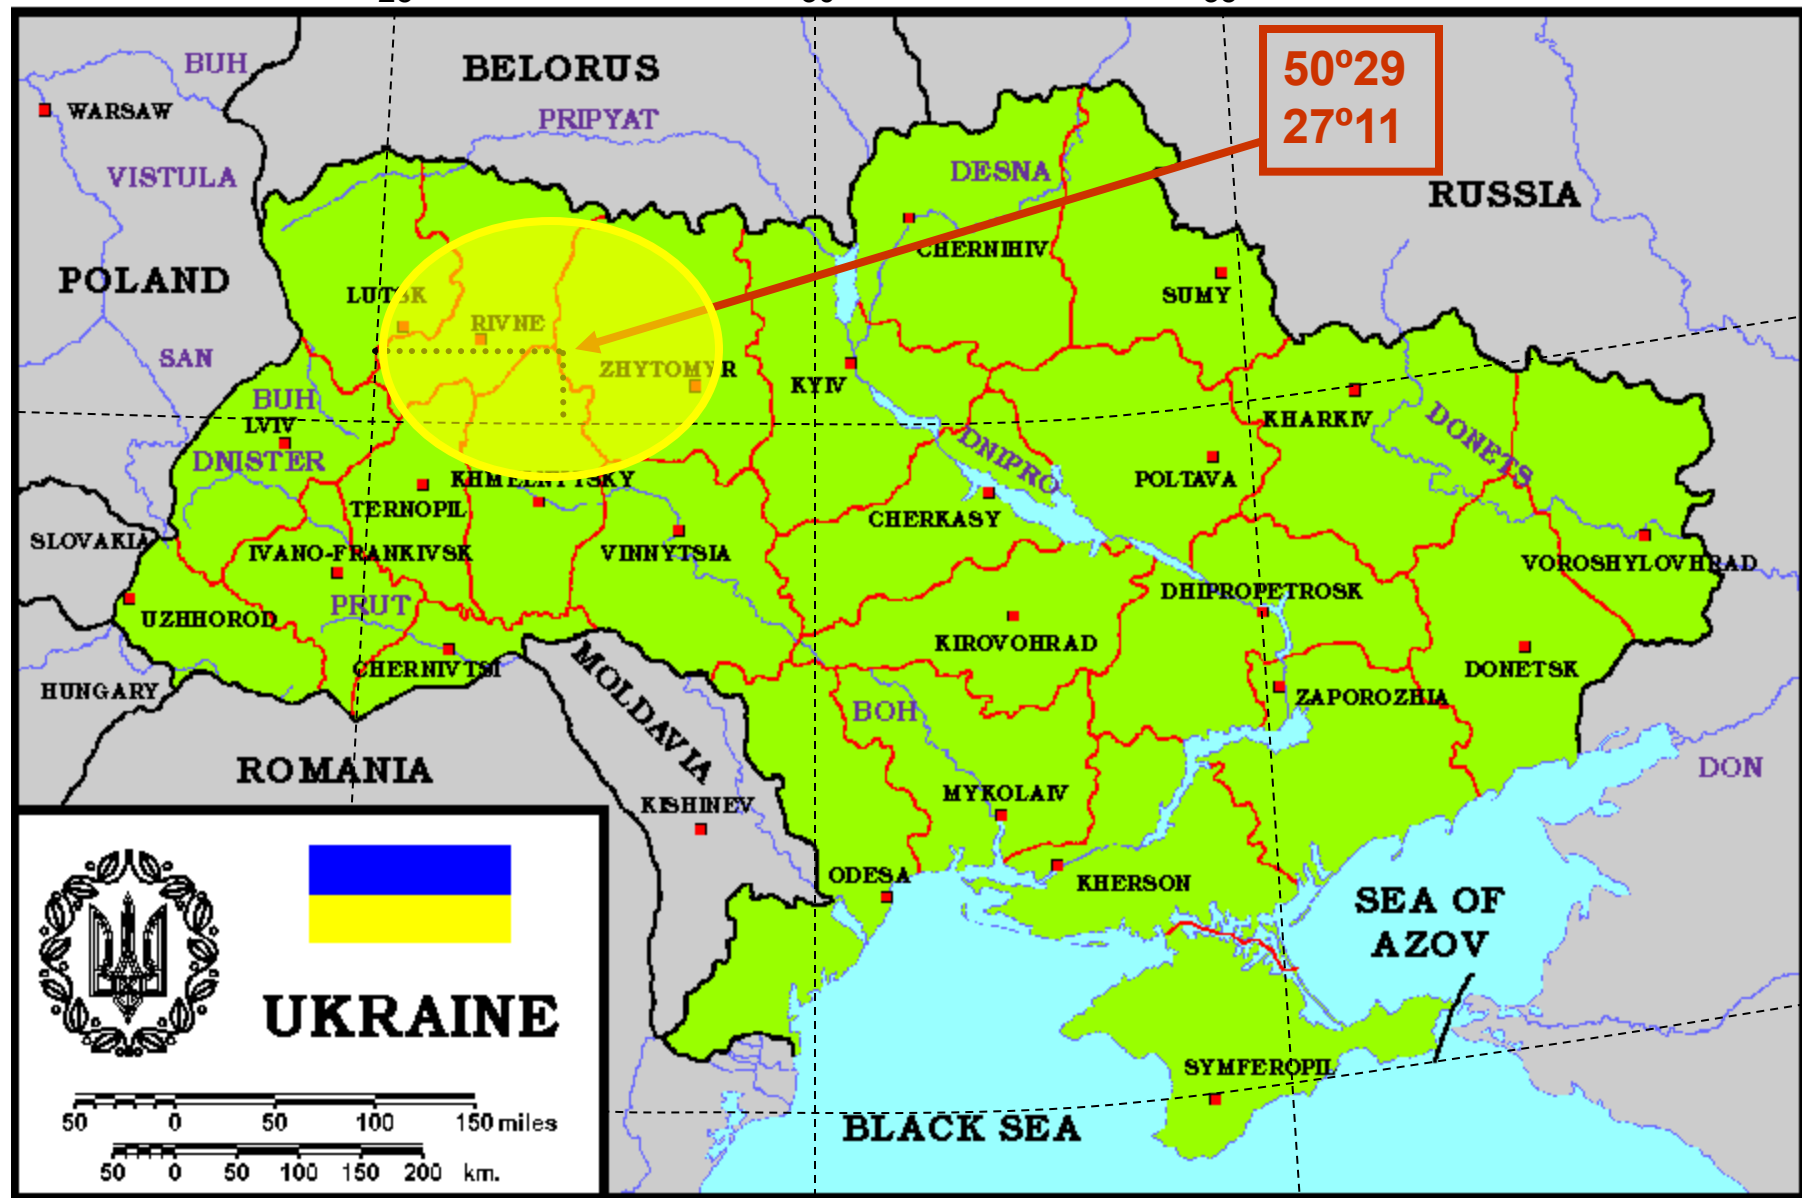 50º29
27º11
BUH
BELORUS
WARSAW
PRIPYAT
VISTULA
DESNA
RUSSIA
CHERNIHIV
POLAND
LUTSK
SUMY
RIVNE
SAN
ZHYTOMYR
KYIV
BUH
LVIV
KHARKIV
DONETS
DNISTER
DNIPRO
KHMELNYTSKY
POLTAVA
TERNOPIL
CHERKASY
SLOVAKIA
IVANO-FRANKIVSK
VINNYTSIA
VOROSHYLOVHRAD
DHIPROPETROSK
PRUT
UZHHOROD
KIROVOHRAD
CHERNIVTSI
MOLDAVIA
DONETSK
HUNGARY
ZAPOROZHIA
BOH
ROMANIA
DON
KISHINEV
MYKOLAIV
ODESA
KHERSON
SEA OF
AZOV
UKRAINE
SYMFEROPIL
BLACK SEA
50 0 50 100 150 miles
50 0 50 100 150 200 km.